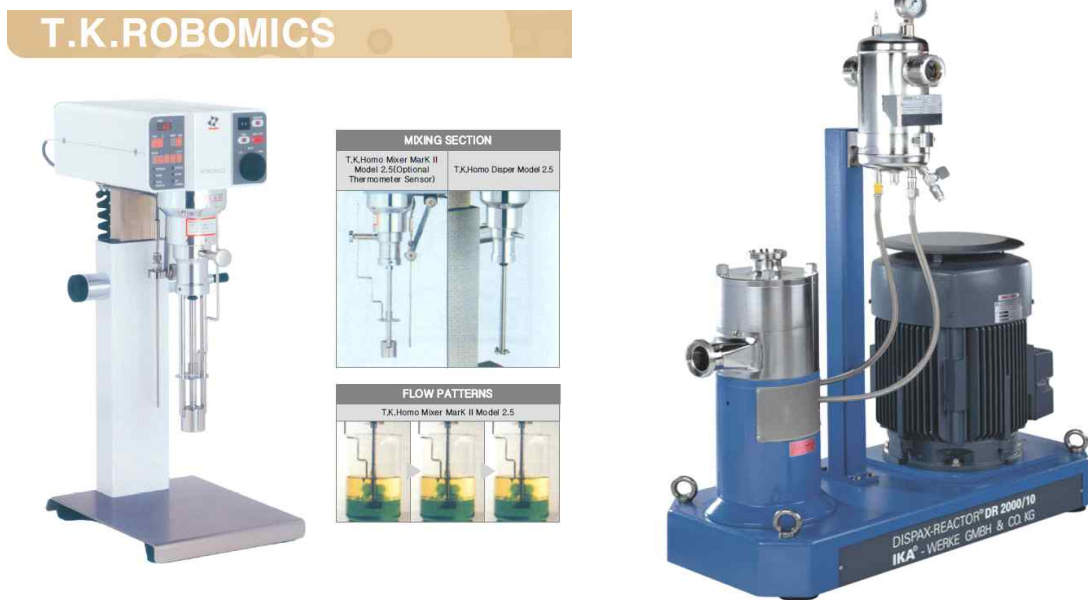 T.K.ROBOMICS
MIXING SECTION
T,K,Homo Mixer MarK II
Model 2.5(Optional
Thermometer Sensor)
T,K,Homo Disper Model 2.5
FLOW PATTERNS
T.K.Homo Mixer MarK II Model 2.5
DISPAX-REACTOR® DR 2000/10
IKA® - WERKE GMBH & CO. KG